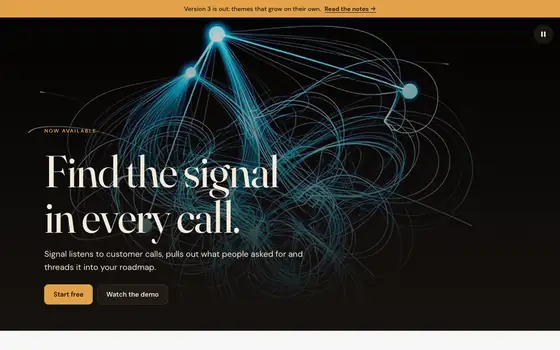 Version 3 is out: themes that grow on their own. Read the notes →
NOW AVAILABLE
Find the signal
in every call.
Signal listens to customer calls, pulls out what people asked for and
threads it into your roadmap.
Start free
Watch the demo